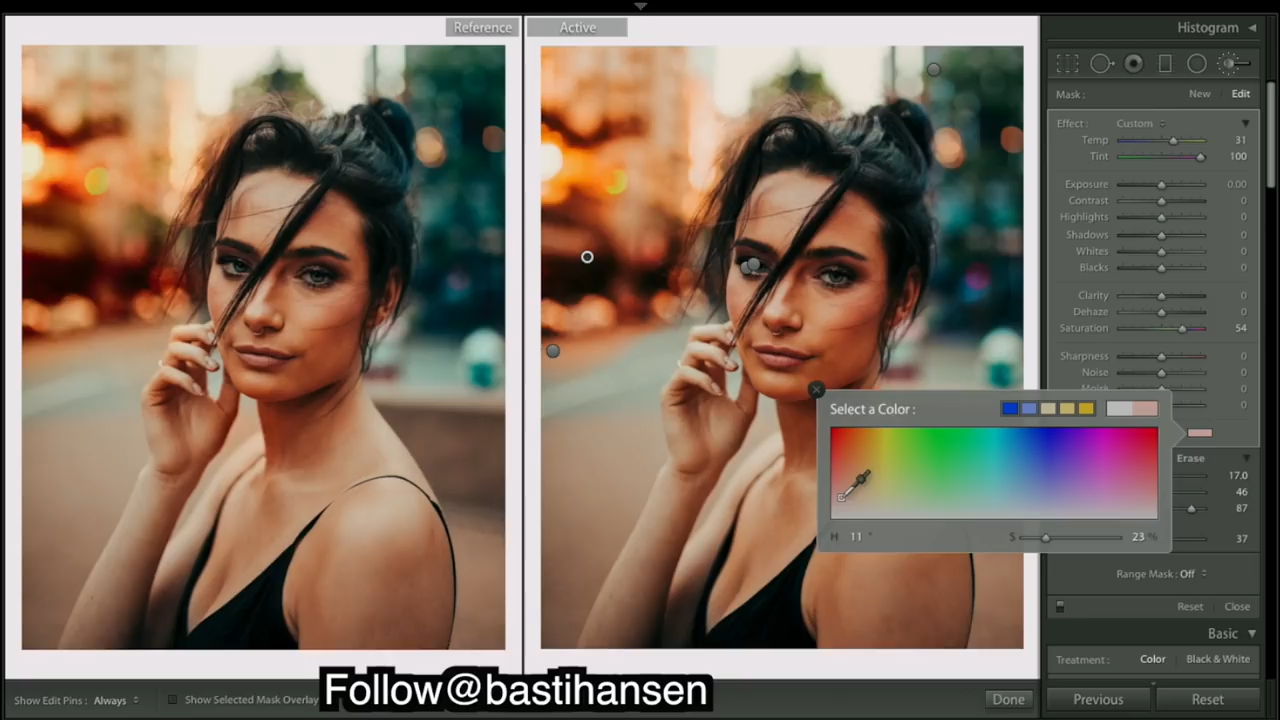 Reference
Active
Histogram
Mask :
New
Edit
Effect :
Custom
Temp
31
Tint
100
Exposure
0.00
Contrast
0
Highlights
0
Shadows
0
Whites
0
Blacks
0
Clarity
0
Dehaze
0
Saturation
54
Sharpness
0
Noise
0
0
0
Select a Color :
H 11 °
S 23 %
Erase
17.0
46
87
37
Range Mask : Off
Reset
Close
Basic
Treatment :
Color
Black & White
Show Edit Pins : Always
Show Selected Mask Overlay
Follow@bastihansen
Done
Previous
Reset